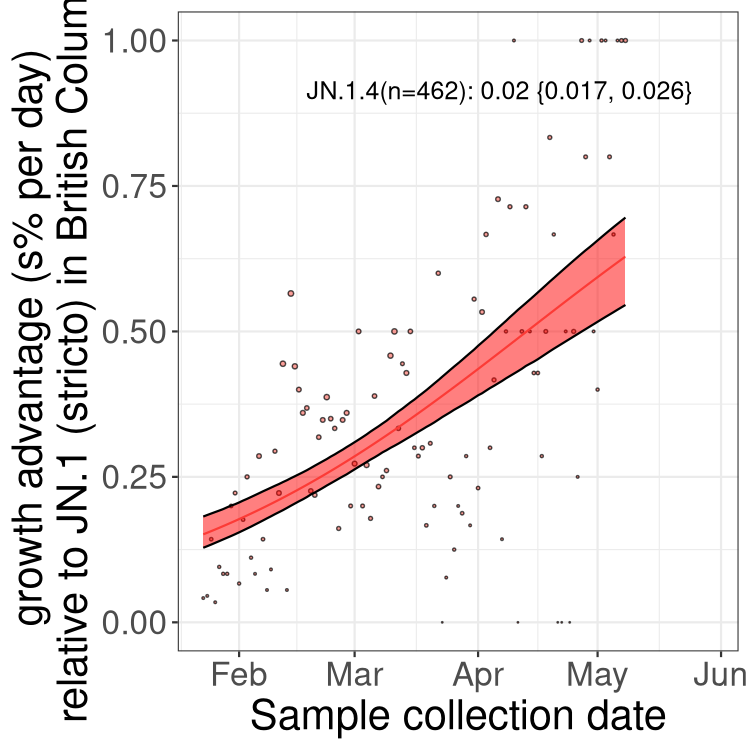 growth advantage (s% per day)
relative to JN.1 (stricto) in British Colum
1.00
0.75
0.50
0.25
0.00
JN.1.4(n=462): 0.02 {0.017, 0.026}
Feb Mar Apr May Jun
Sample collection date